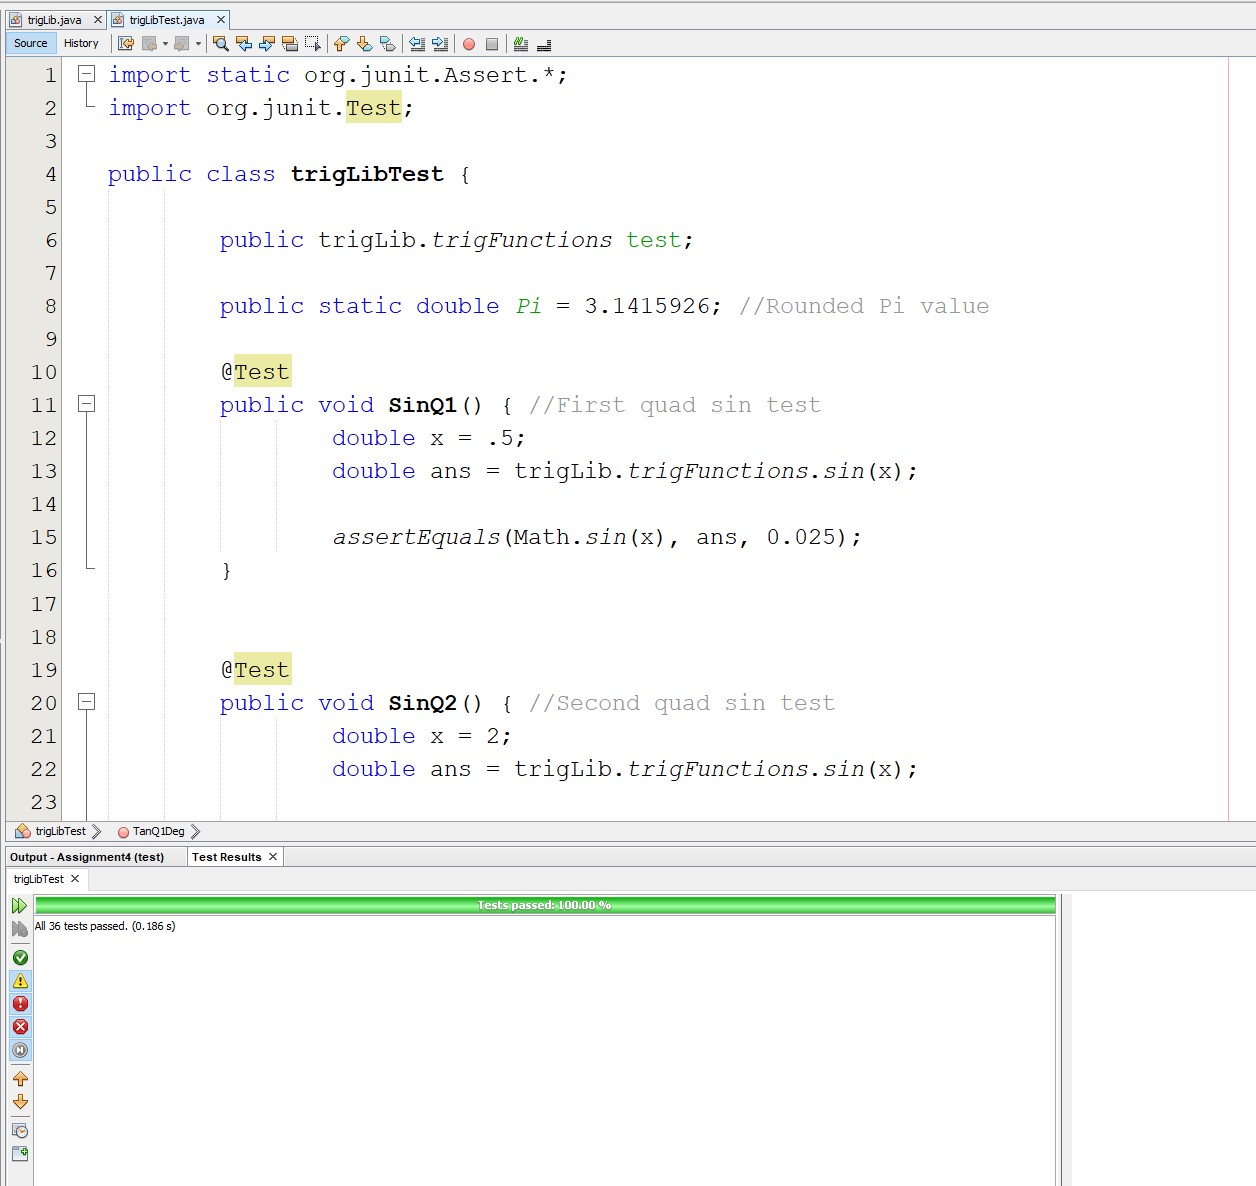 trigLib.java trigLibTest.java
Source History
1 import static org.junit.Assert.*;
2 import org.junit.Test;
3
4 public class trigLibTest {
5
6 public trigLib.trigFunctions test;
7
8 public static double Pi = 3.1415926; //Rounded Pi value
9
10 @Test
11 public void SinQ1() { //First quad sin test
12 double x = .5;
13 double ans = trigLib.trigFunctions.sin(x);
14
15 assertEquals(Math.sin(x), ans, 0.025);
16 }
17
18
19 @Test
20 public void SinQ2() { //Second quad sin test
21 double x = 2;
22 double ans = trigLib.trigFunctions.sin(x);
23
trigLibTest TanQ1Deg
Output - Assignment4 (test) Test Results
trigLibTest
Tests passed: 100.00 %
All 36 tests passed. (0.186 s)